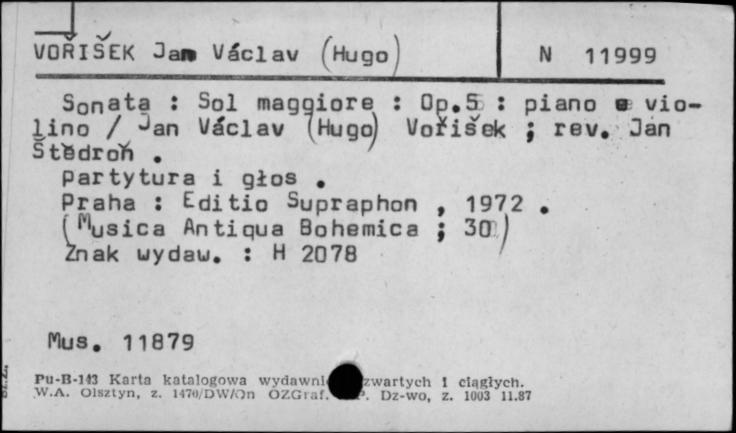 VOŘIŠEK Jan Václav (Hugo)
N 11999
Sonata : Sol maggiore : Op.5 : piano e vio-
lino / Jan Václav (Hugo) Voříšek ; rev. Jan
Štědroň .
Partytura i głos .
Praha : Editio Supraphon , 1972 .
(Musica Antiqua Bohemica ; 30)
Znak wydaw. : H 2078
Mus. 11879
Pu-B-143 Karta katalogowa zwartych i ciągłych.
W.A. Olsztyn, z. 1470/DW/On OZGraf. P. Dz-wo, z. 1003 11.87